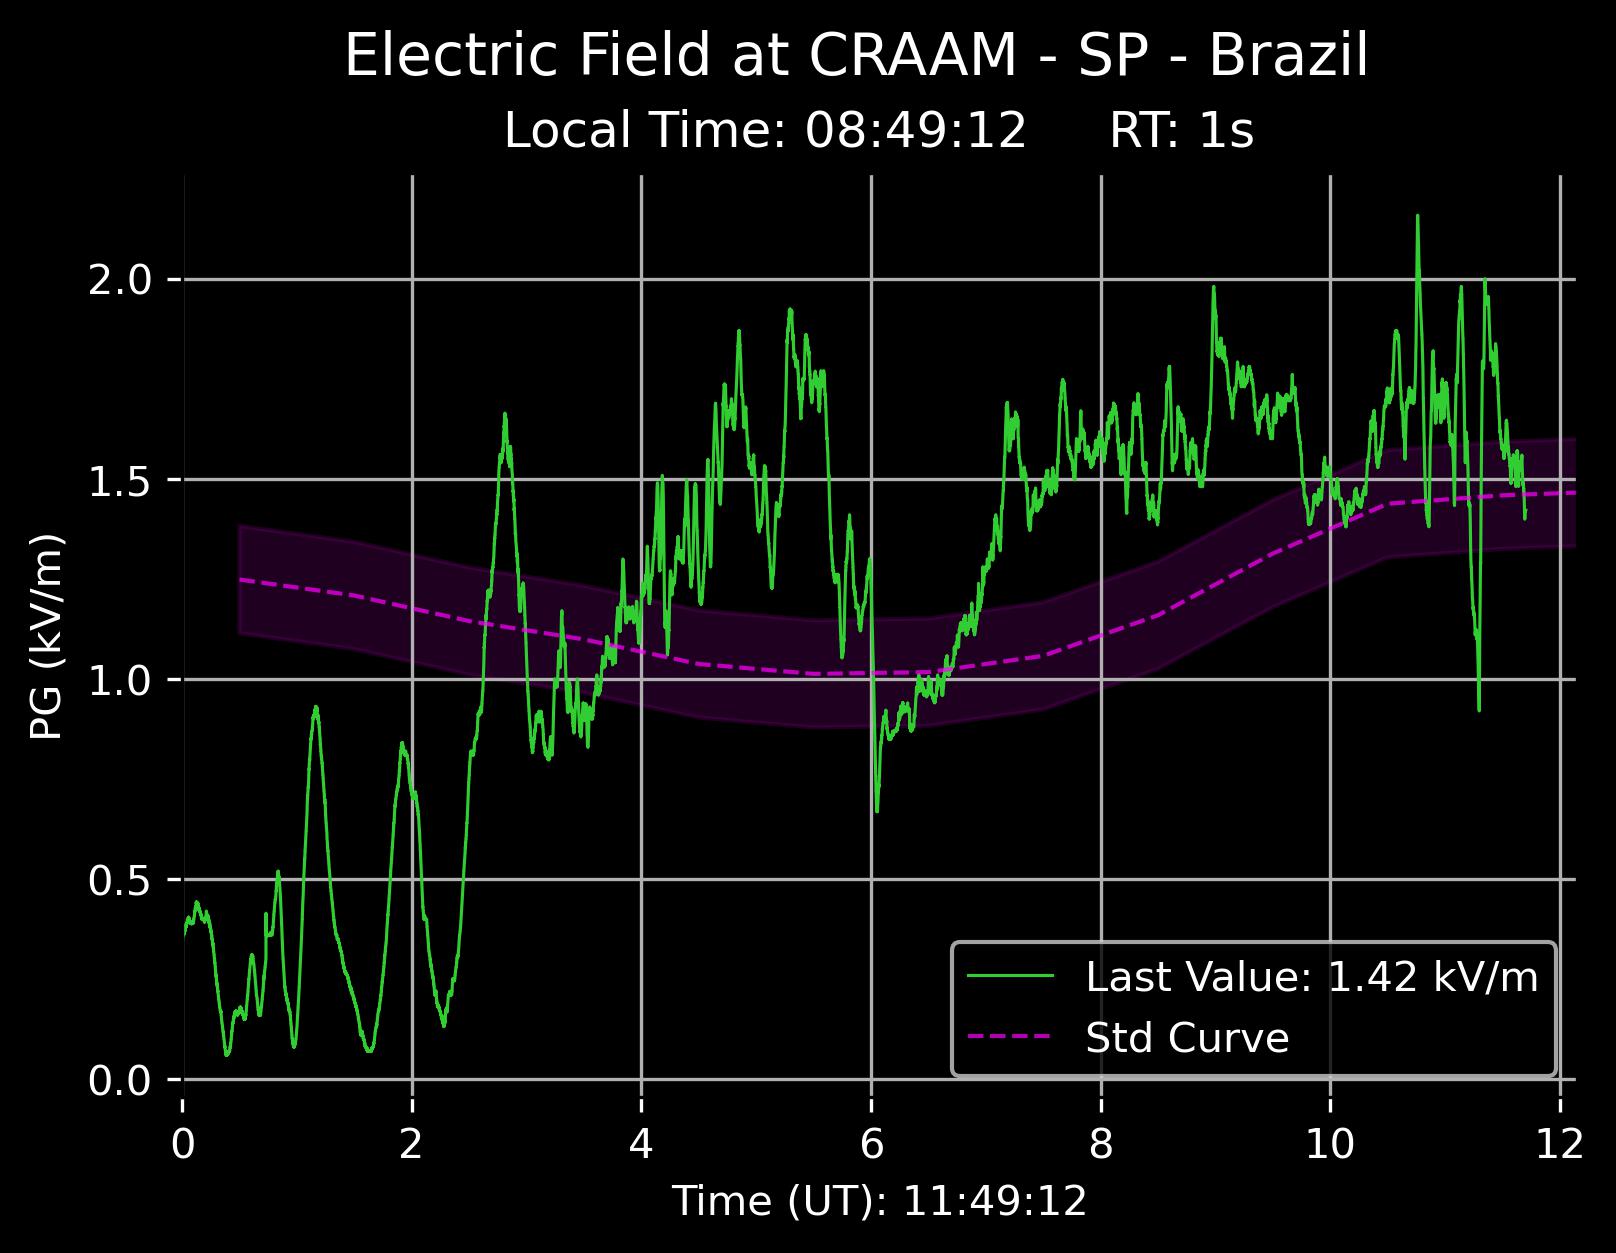 Electric Field at CRAAM - SP - Brazil
Local Time: 08:49:12 RT: 1s
PG (kV/m)
2.0
1.5
1.0
0.5
0.0
Last Value: 1.42 kV/m
Std Curve
0 2 4 6 8 10 12
Time (UT): 11:49:12